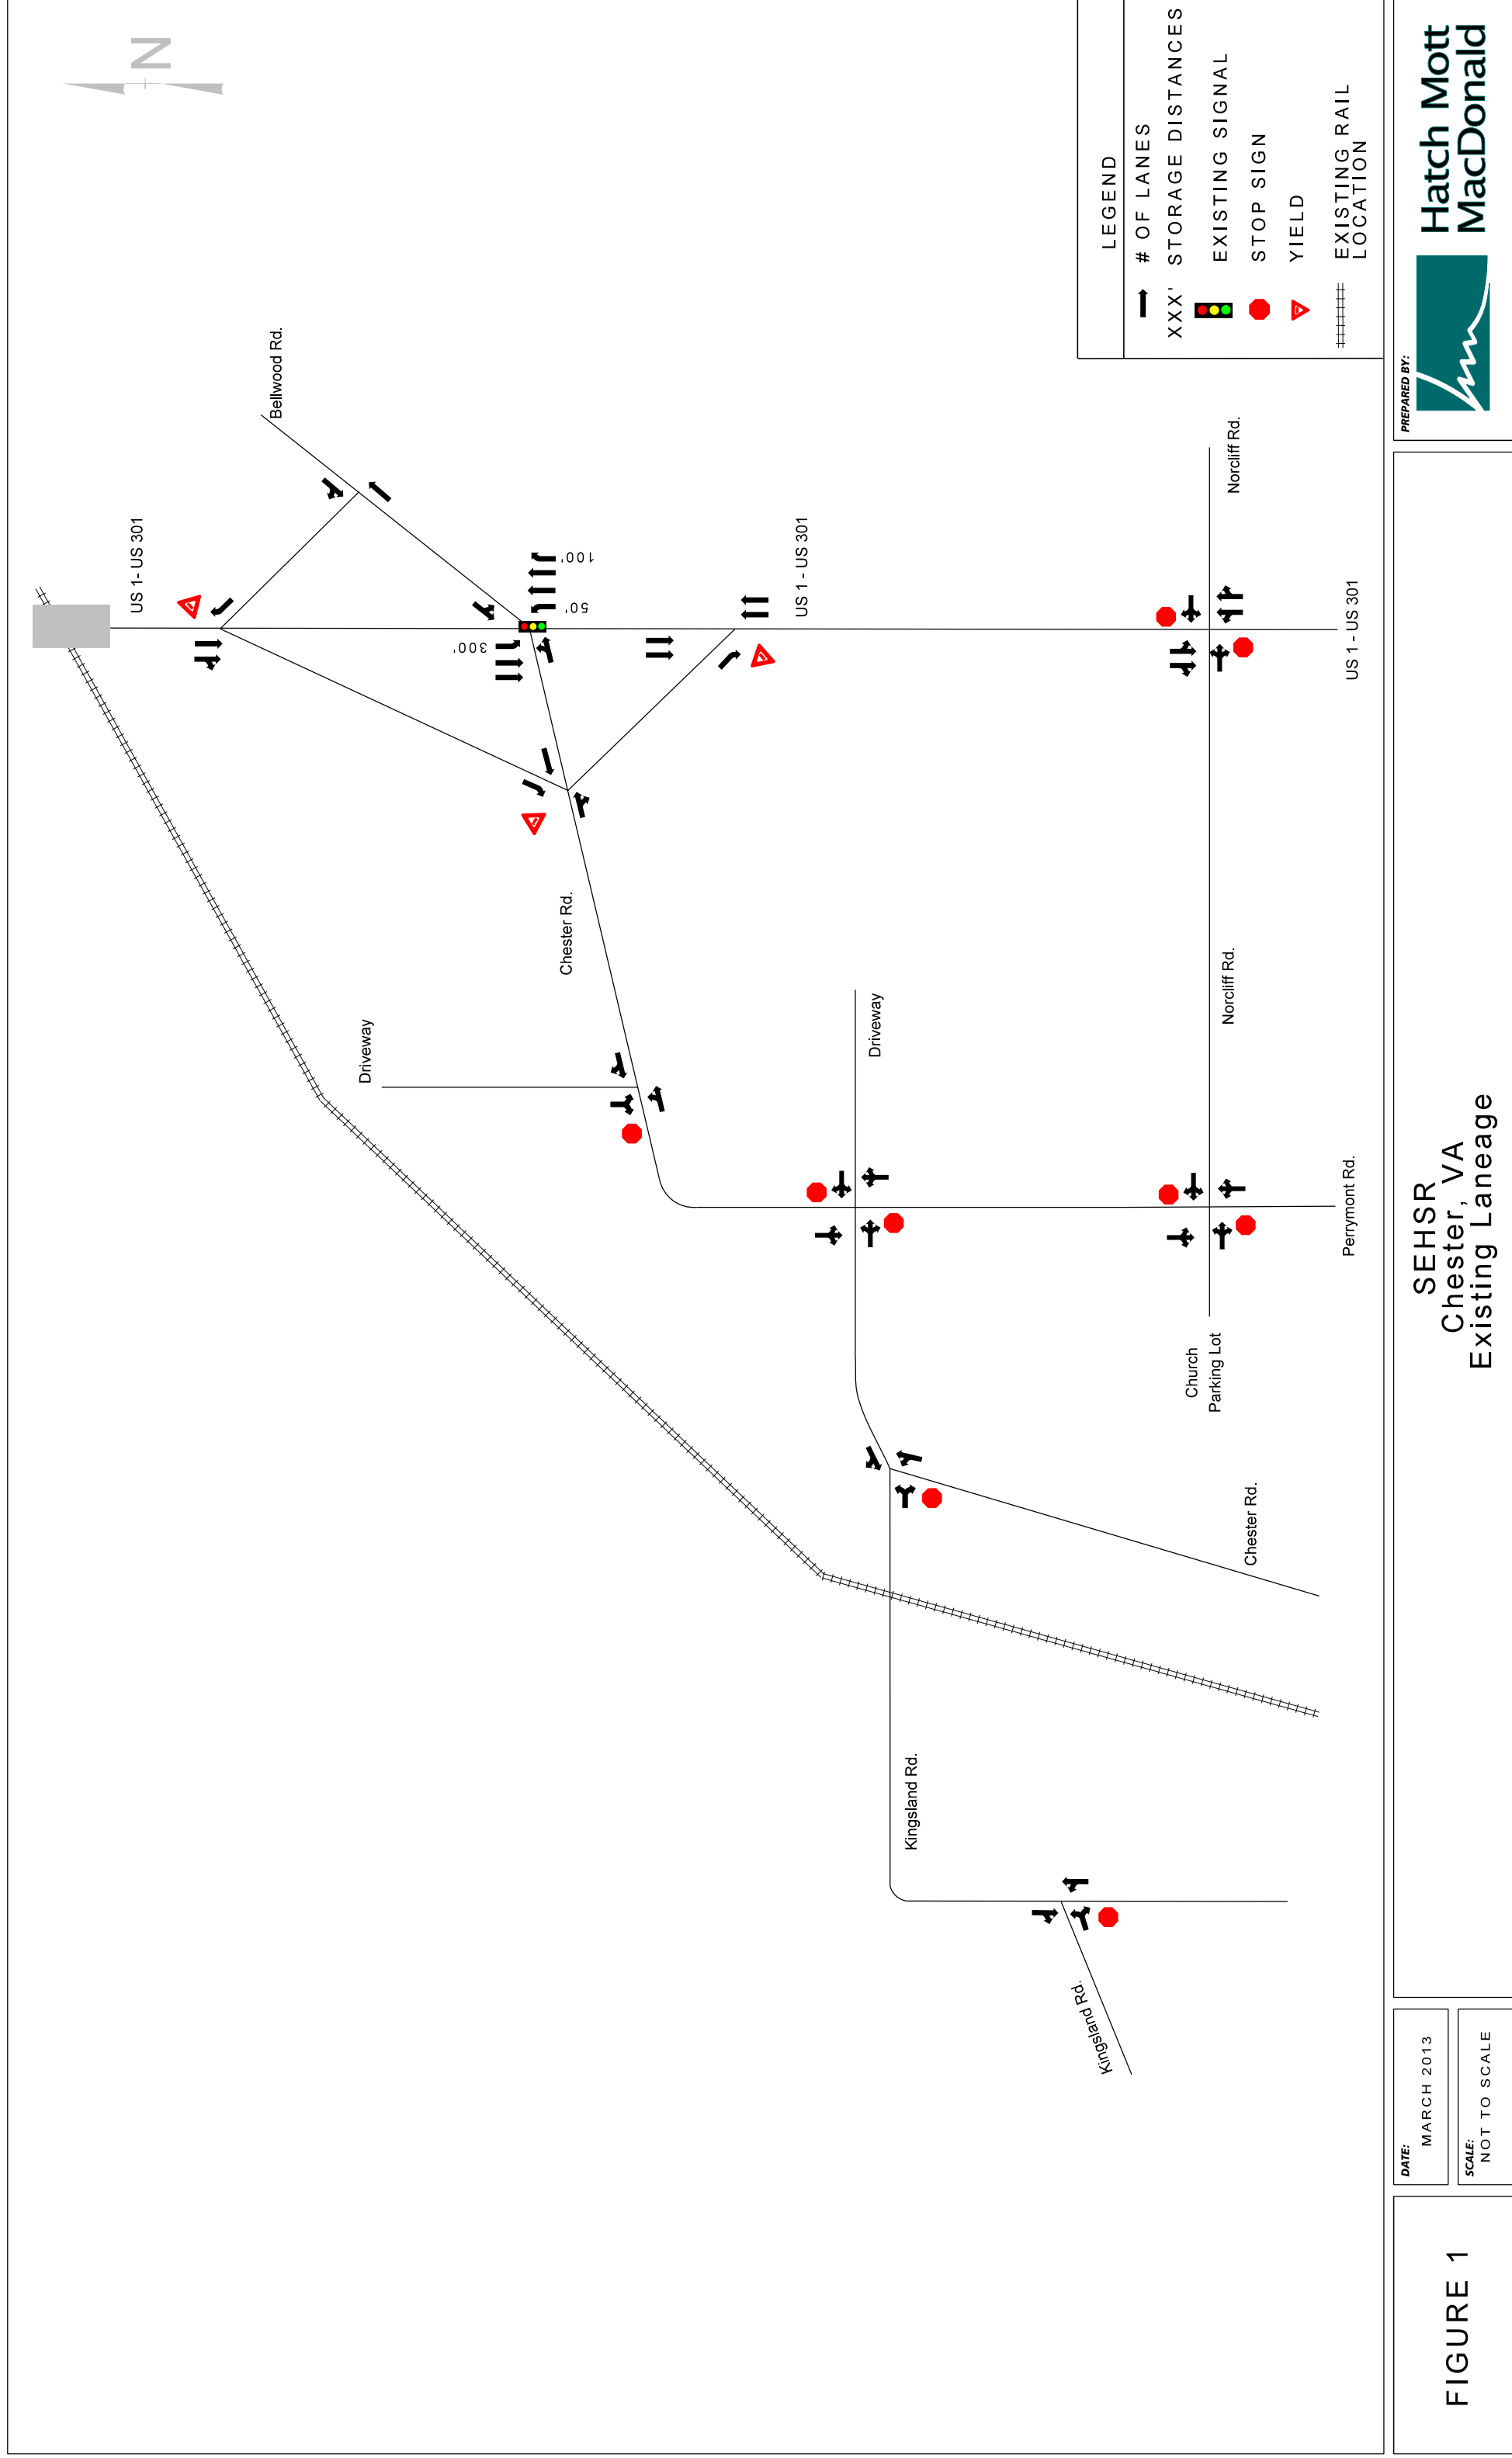 N
US 1- US 301
Bellwood Rd.
100'
50'
300'
US 1 - US 301
Chester Rd.
Driveway
Driveway
Norcliff Rd.
Norcliff Rd.
US 1 - US 301
Perrymont Rd.
Church
Parking Lot
Chester Rd.
Kingsland Rd.
Kingsland Rd.
LEGEND
# OF LANES
XXX' STORAGE DISTANCES
EXISTING SIGNAL
STOP SIGN
YIELD
EXISTING RAIL
LOCATION
FIGURE 1
DATE:
MARCH 2013
SCALE:
NOT TO SCALE
SEHSR
Chester, VA
Existing Laneage
PREPARED BY:
Hatch Mott
MacDonald